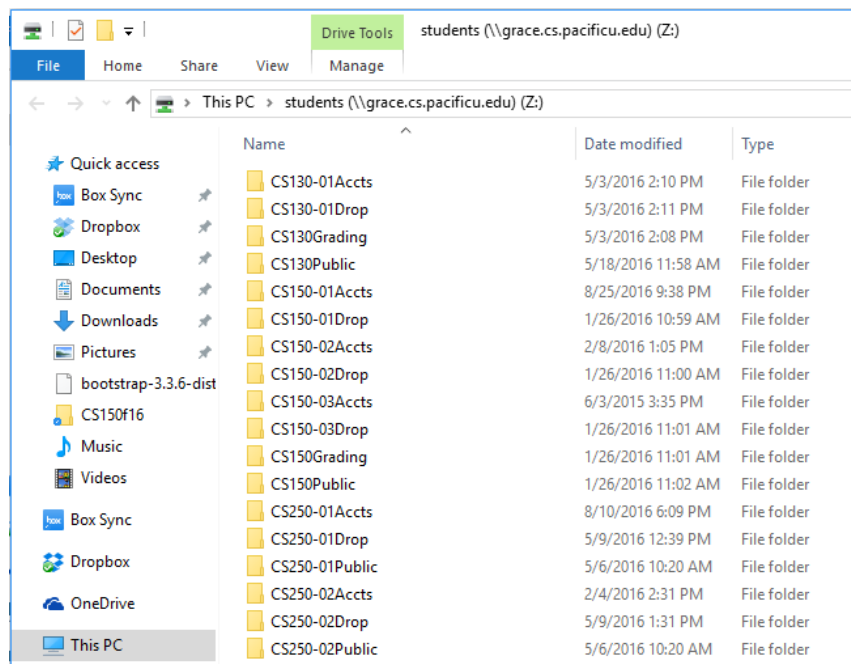 Drive Tools
students (\\grace.cs.pacificu.edu) (Z:)
File Home Share View Manage
This PC > students (\\grace.cs.pacificu.edu) (Z:)
Name Date modified Type
Quick access
Box Sync
Dropbox
Desktop
Documents
Downloads
Pictures
bootstrap-3.3.6-dist
CS150f16
Music
Videos
Box Sync
Dropbox
OneDrive
This PC
CS130-01Accts 5/3/2016 2:10 PM File folder
CS130-01Drop 5/3/2016 2:11 PM File folder
CS130Grading 5/3/2016 2:08 PM File folder
CS130Public 5/18/2016 11:58 AM File folder
CS150-01Accts 8/25/2016 9:38 PM File folder
CS150-01Drop 1/26/2016 10:59 AM File folder
CS150-02Accts 2/8/2016 1:05 PM File folder
CS150-02Drop 1/26/2016 11:00 AM File folder
CS150-03Accts 6/3/2015 3:35 PM File folder
CS150-03Drop 1/26/2016 11:01 AM File folder
CS150Grading 1/26/2016 11:01 AM File folder
CS150Public 1/26/2016 11:02 AM File folder
CS250-01Accts 8/10/2016 6:09 PM File folder
CS250-01Drop 5/9/2016 12:39 PM File folder
CS250-01Public 5/6/2016 10:20 AM File folder
CS250-02Accts 2/4/2016 2:31 PM File folder
CS250-02Drop 5/9/2016 1:31 PM File folder
CS250-02Public 5/6/2016 10:20 AM File folder